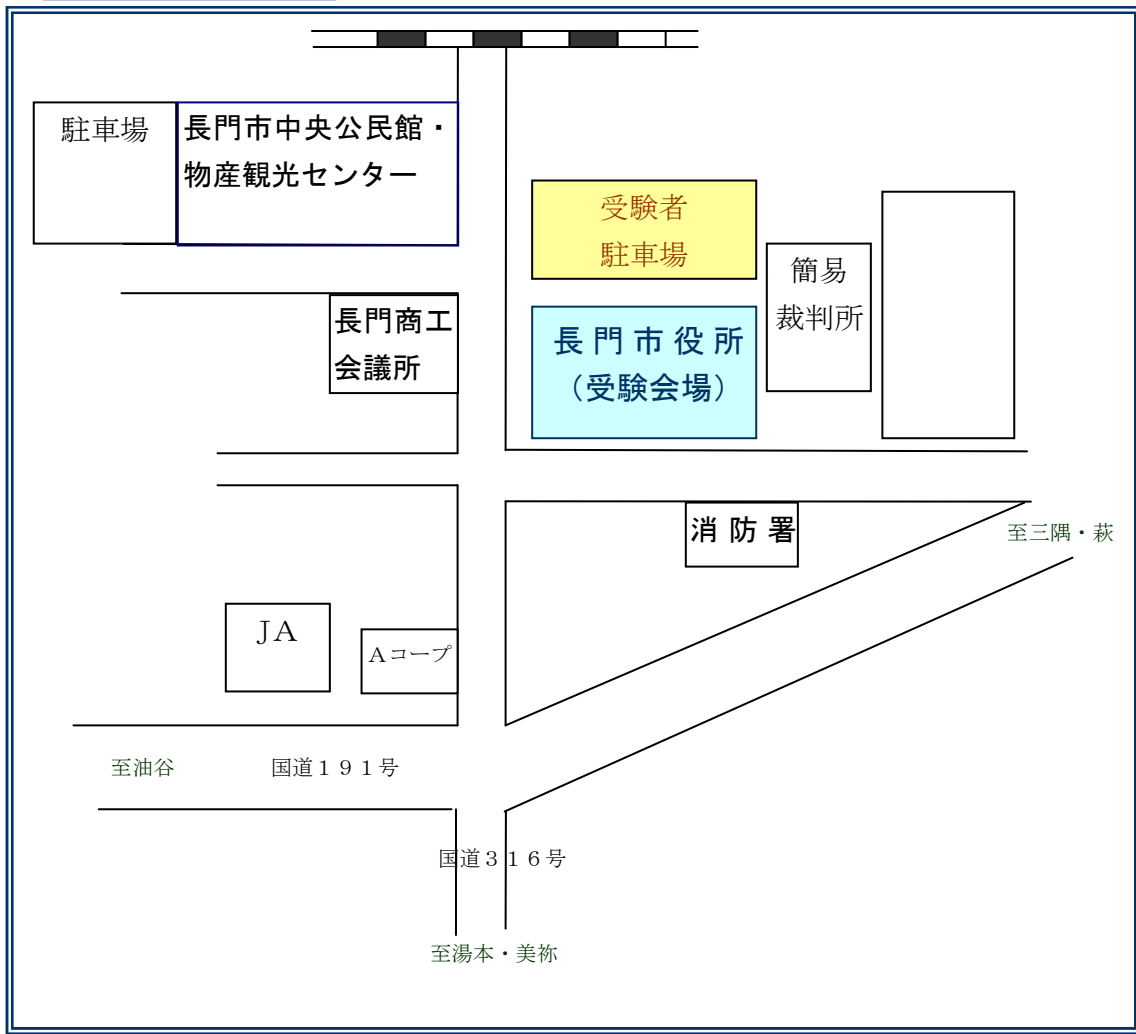 駐車場
長門市中央公民館・
物産観光センター
受験者
駐車場
簡易
裁判所
長門商工
会議所
長門市役所
（受験会場）
消防署
至三隅・萩
ＪＡ
Ａコープ
至油谷
国道１９１号
国道３１６号
至湯本・美祢